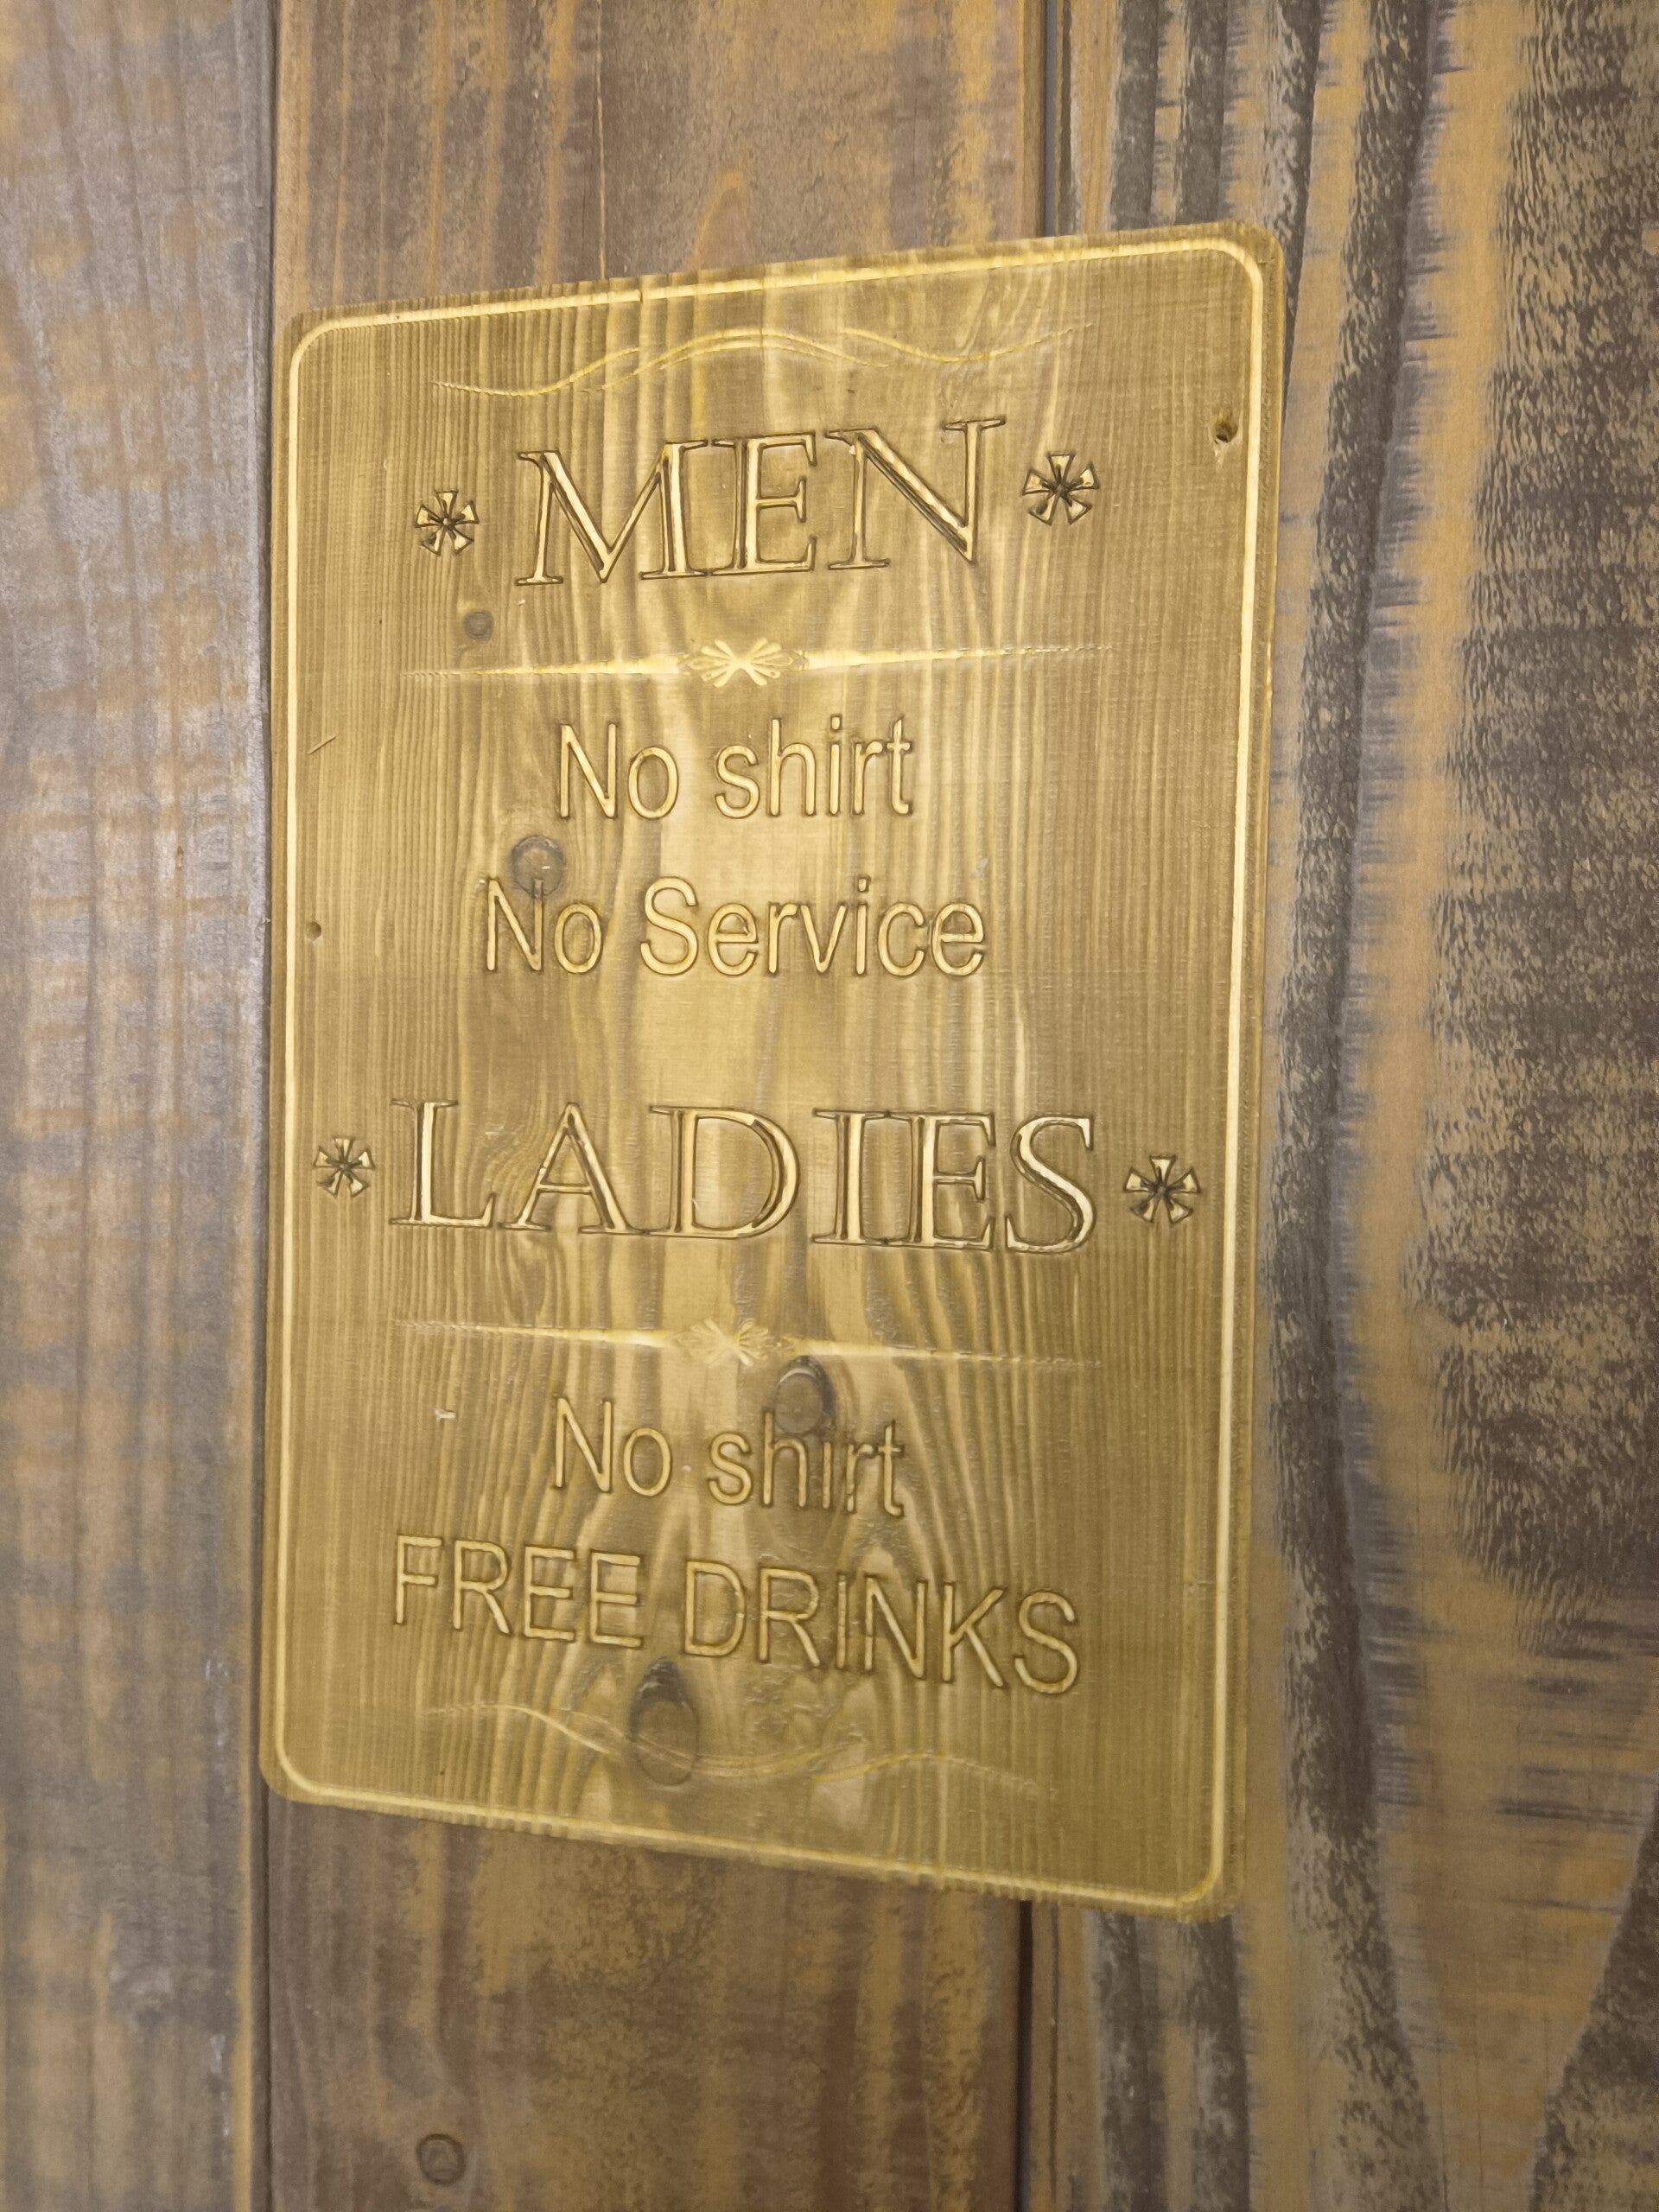 * MEN *
No shirt
No Service
* LADIES *
No shirt
FREE DRINKS